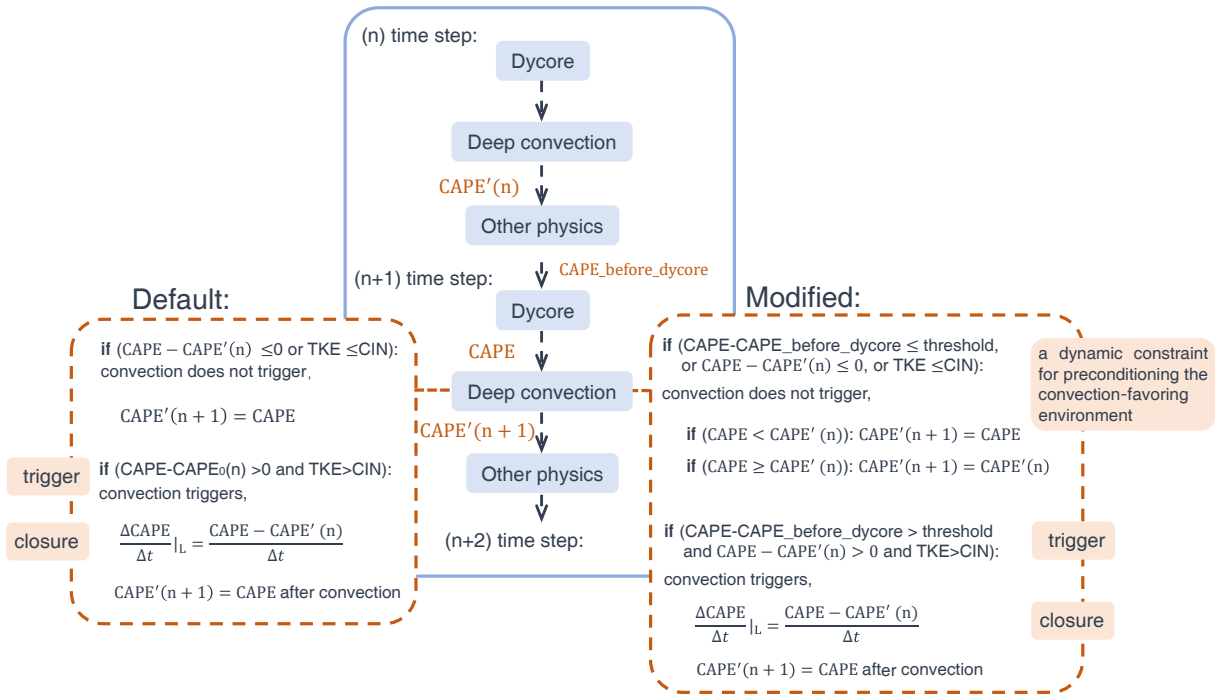 (n) time step:
Dycore
Deep convection
CAPE′(n)
Other physics
CAPE_before_dycore
(n+1) time step:
Dycore
CAPE
Deep convection
CAPE′(n + 1)
Other physics
(n+2) time step:
Default:
if (CAPE − CAPE′(n) ≤0 or TKE ≤CIN):
convection does not trigger,
CAPE′(n + 1) = CAPE
trigger
if (CAPE-CAPE₀(n) >0 and TKE>CIN):
convection triggers,
closure
ΔCAPE/Δt |L = CAPE − CAPE′(n)/Δt
CAPE′(n + 1) = CAPE after convection
Modified:
if (CAPE-CAPE_before_dycore ≤ threshold,
or CAPE − CAPE′(n) ≤ 0, or TKE ≤CIN):
convection does not trigger,
a dynamic constraint
for preconditioning the
convection-favoring
environment
if (CAPE < CAPE′(n)): CAPE′(n + 1) = CAPE
if (CAPE ≥ CAPE′(n)): CAPE′(n + 1) = CAPE′(n)
if (CAPE-CAPE_before_dycore > threshold
and CAPE − CAPE′(n) > 0 and TKE>CIN):
trigger
convection triggers,
ΔCAPE/Δt |L = CAPE − CAPE′(n)/Δt
closure
CAPE′(n + 1) = CAPE after convection